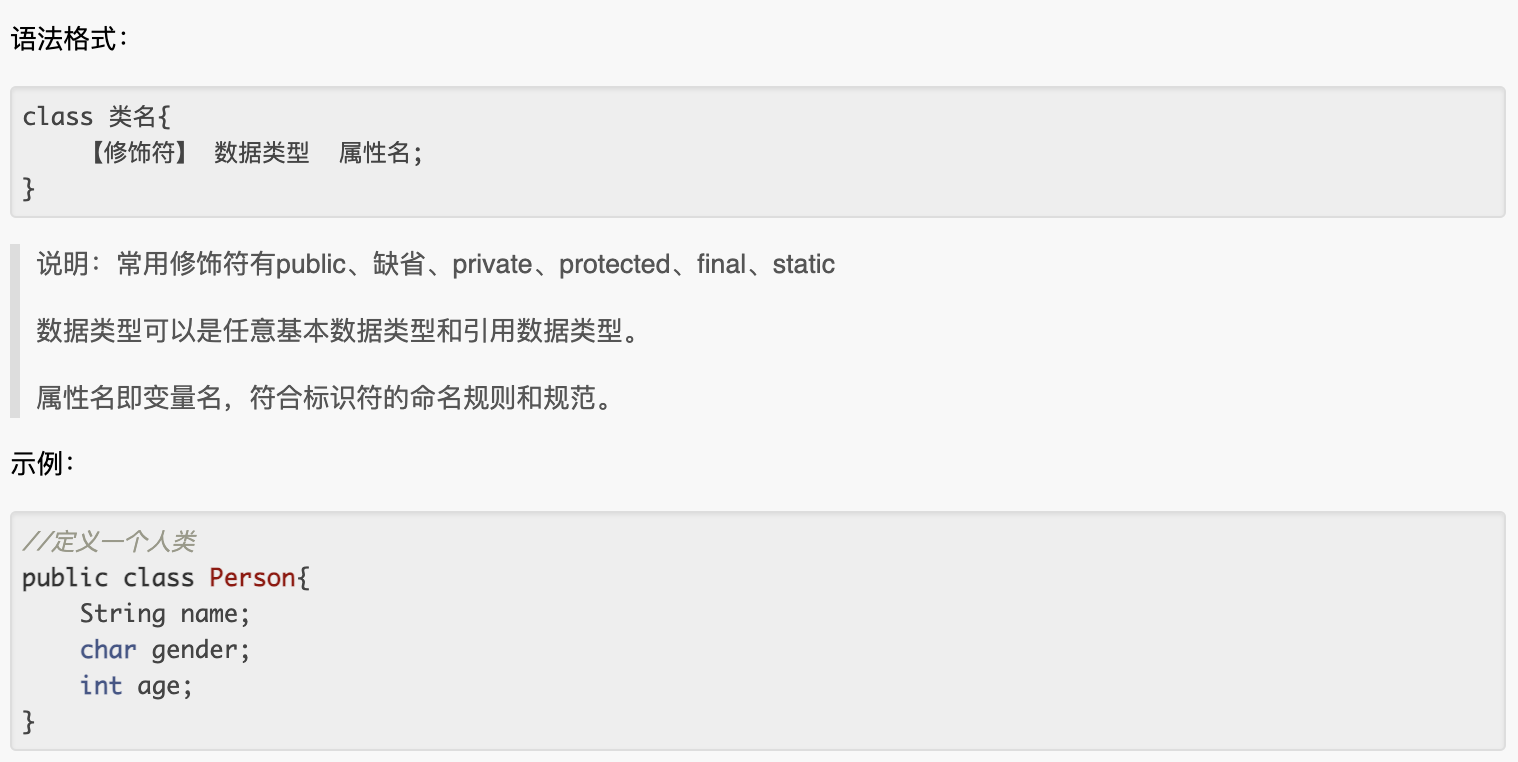 语法格式：
class 类名{
    【修饰符】 数据类型  属性名;
}
说明：常用修饰符有public、缺省、private、protected、final、static
数据类型可以是任意基本数据类型和引用数据类型。
属性名即变量名，符合标识符的命名规则和规范。
示例：
//定义一个人类
public class Person{
    String name;
    char gender;
    int age;
}